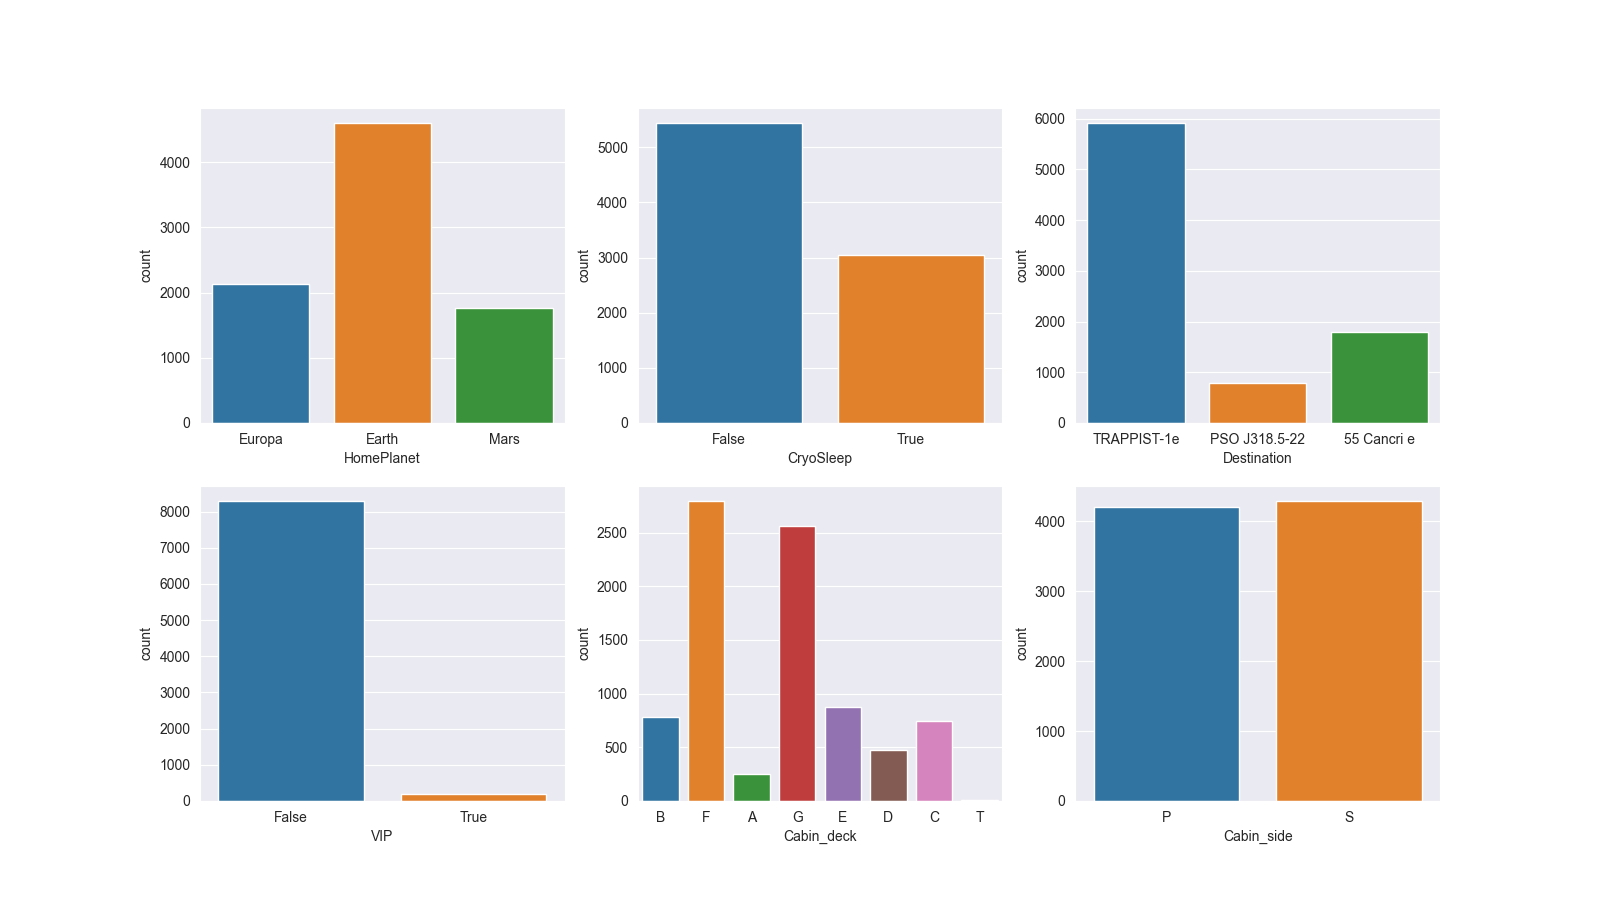 count
4000
3000
2000
1000
0
Europa Earth Mars
HomePlanet
count
5000
4000
3000
2000
1000
0
False True
CryoSleep
count
6000
5000
4000
3000
2000
1000
0
TRAPPIST-1e PSO J318.5-22 55 Cancri e
Destination
count
8000
7000
6000
5000
4000
3000
2000
1000
0
False True
VIP
count
2500
2000
1500
1000
500
0
B F A G E D C T
Cabin_deck
count
4000
3000
2000
1000
0
P S
Cabin_side